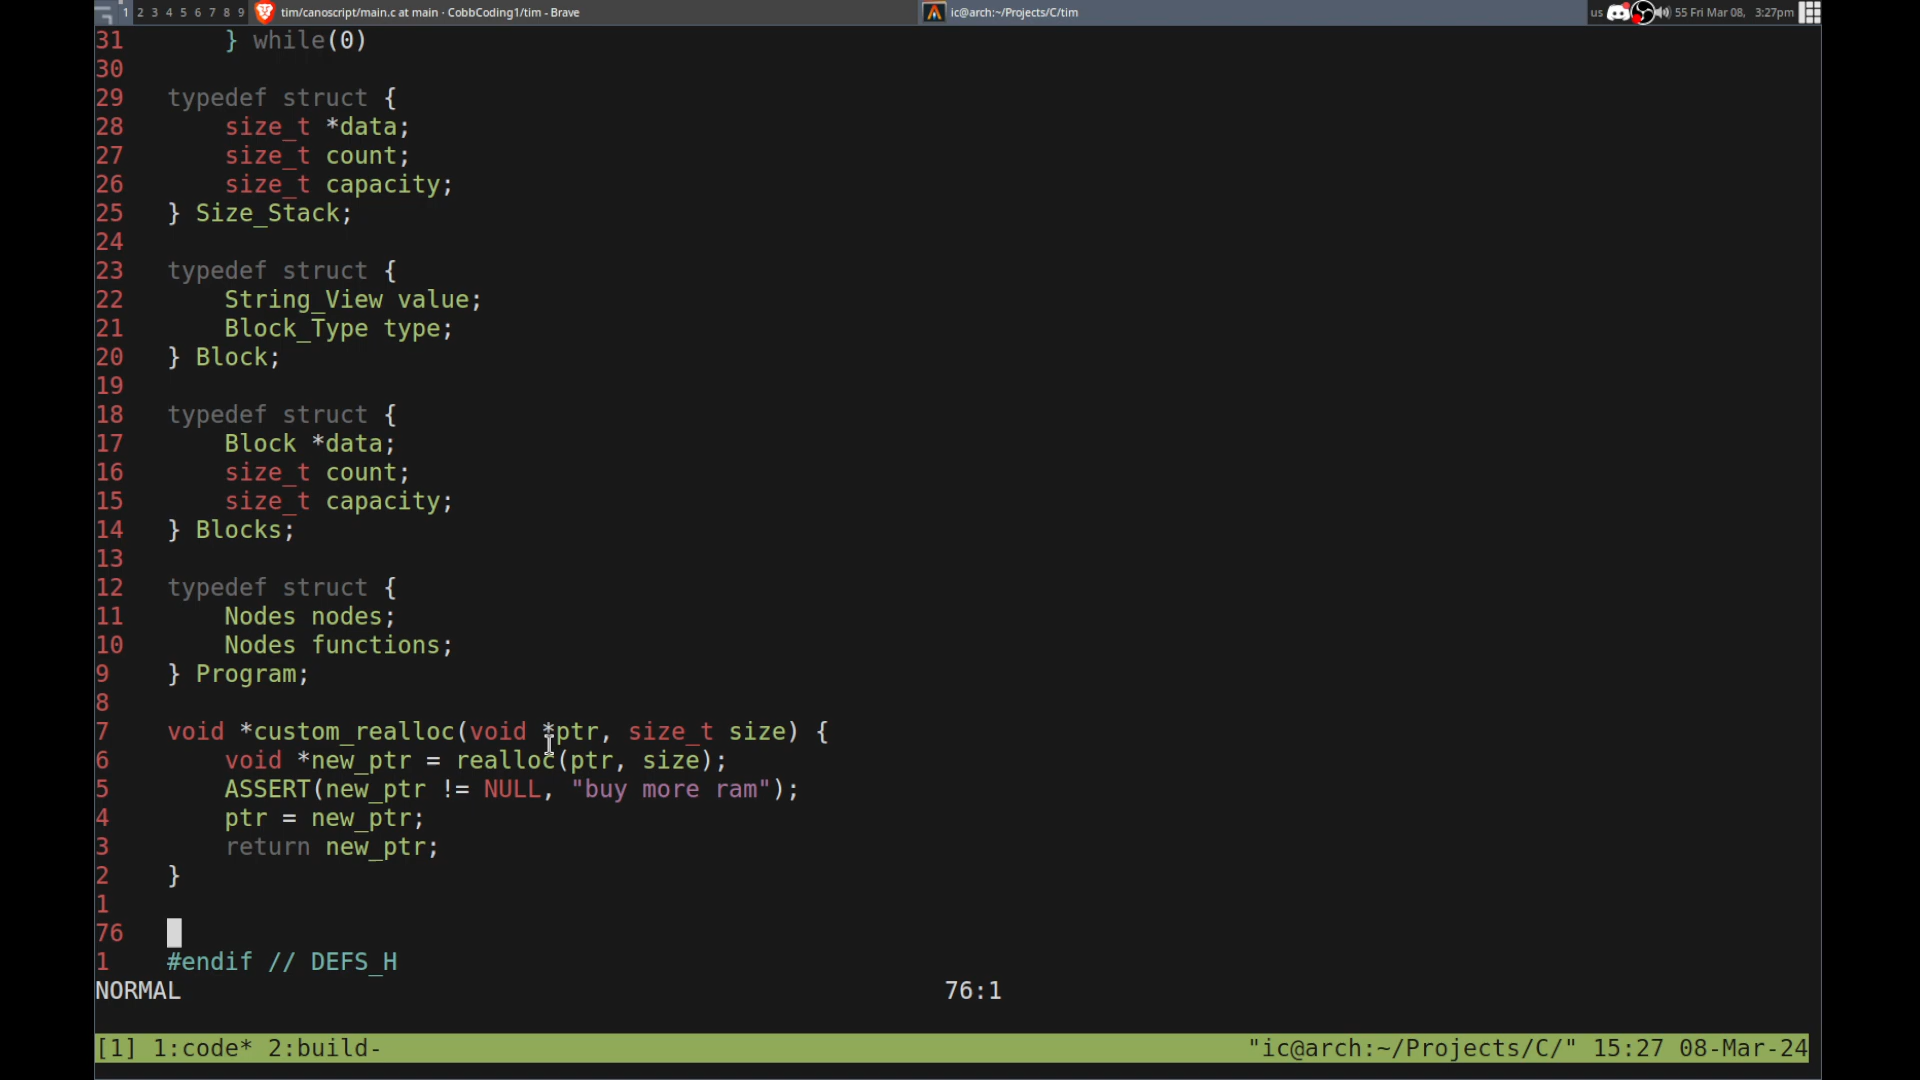 1 2 3 4 5 6 7 8 9 tim/canoscript/main.c at main · CobbCoding1/tim - Brave ic@arch:~/Projects/C/tim us 55 Fri Mar 08, 3:27pm
31 } while(0)
30
29 typedef struct {
28 size_t *data;
27 size_t count;
26 size_t capacity;
25 } Size_Stack;
24
23 typedef struct {
22 String_View value;
21 Block_Type type;
20 } Block;
19
18 typedef struct {
17 Block *data;
16 size_t count;
15 size_t capacity;
14 } Blocks;
13
12 typedef struct {
11 Nodes nodes;
10 Nodes functions;
9 } Program;
8
7 void *custom_realloc(void *ptr, size_t size) {
6 void *new_ptr = realloc(ptr, size);
5 ASSERT(new_ptr != NULL, "buy more ram");
4 ptr = new_ptr;
3 return new_ptr;
2 }
1
76
1 #endif // DEFS_H
NORMAL 76:1
[1] 1:code* 2:build- "ic@arch:~/Projects/C/" 15:27 08-Mar-24